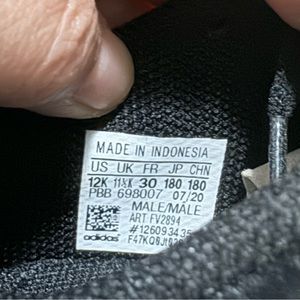 MADE IN INDONESIA
US UK FR JP CHN
12K 11½K 30 180 180
PBB 698007 07/20
MALE/MALE
ART FV2894
adidas